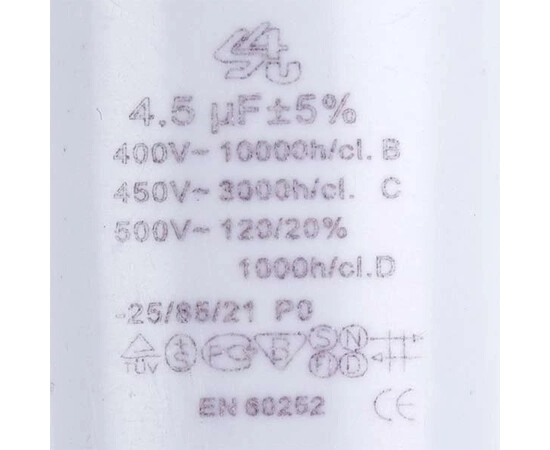 4.5 µF±5%
400V~ 10000h/cl. B
450V~ 3000h/cl. C
500V~ 120/20%
1000h/cl.D
-25/85/21 P0
TÜV S N FI D
EN 60252 CE